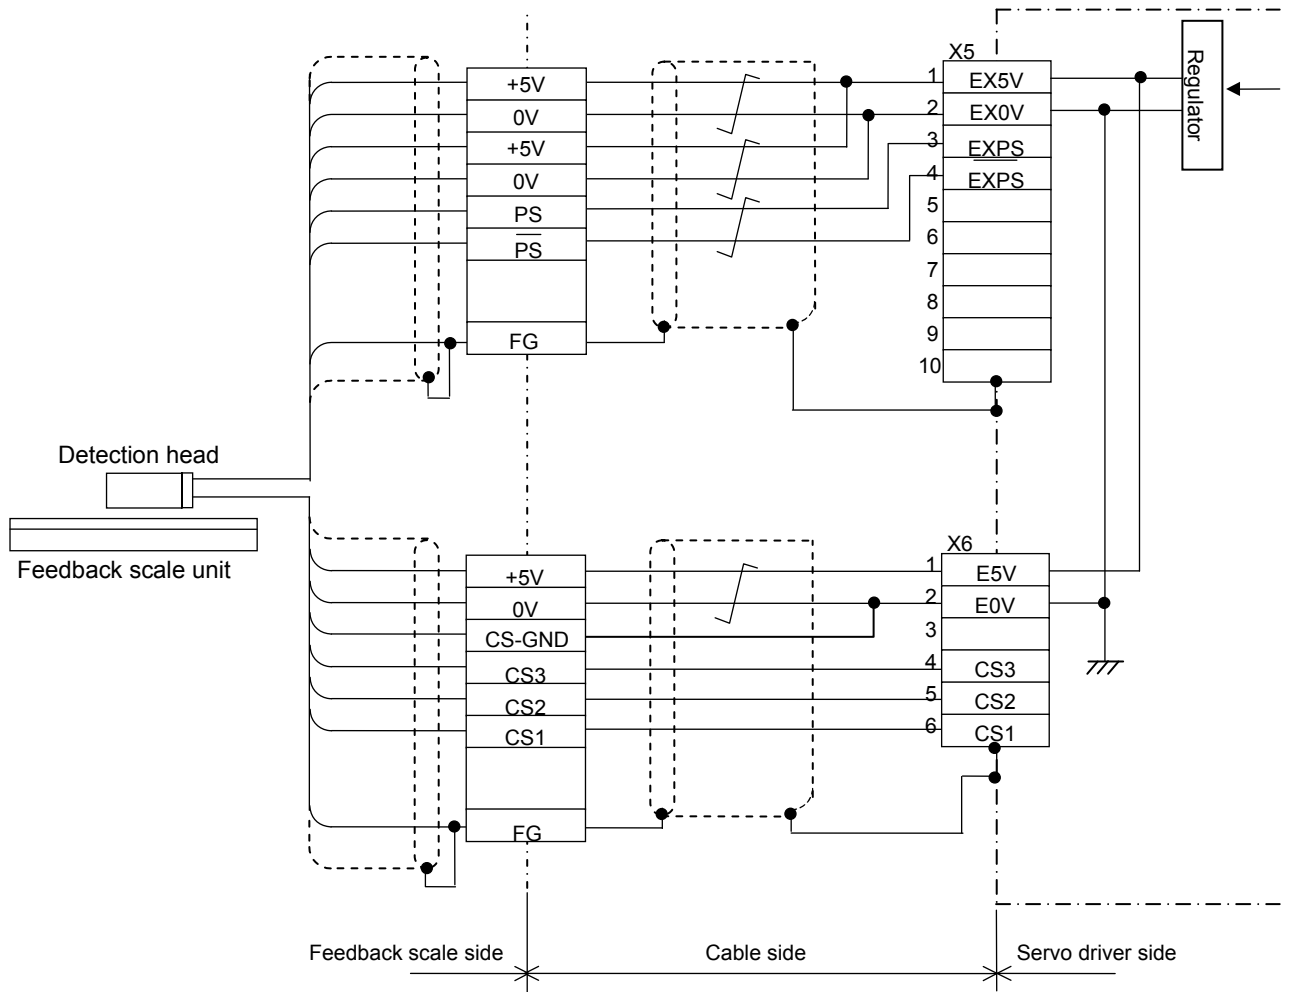 X5
Regulator
+5V
0V
+5V
0V
PS
PS
FG
1 EX5V
2 EX0V
3 EXPS
4 EXPS
5
6
7
8
9
10
Detection head
Feedback scale unit
+5V
0V
CS-GND
CS3
CS2
CS1
FG
X6
1 E5V
2 E0V
3
4 CS3
5 CS2
6 CS1
Feedback scale side
Cable side
Servo driver side